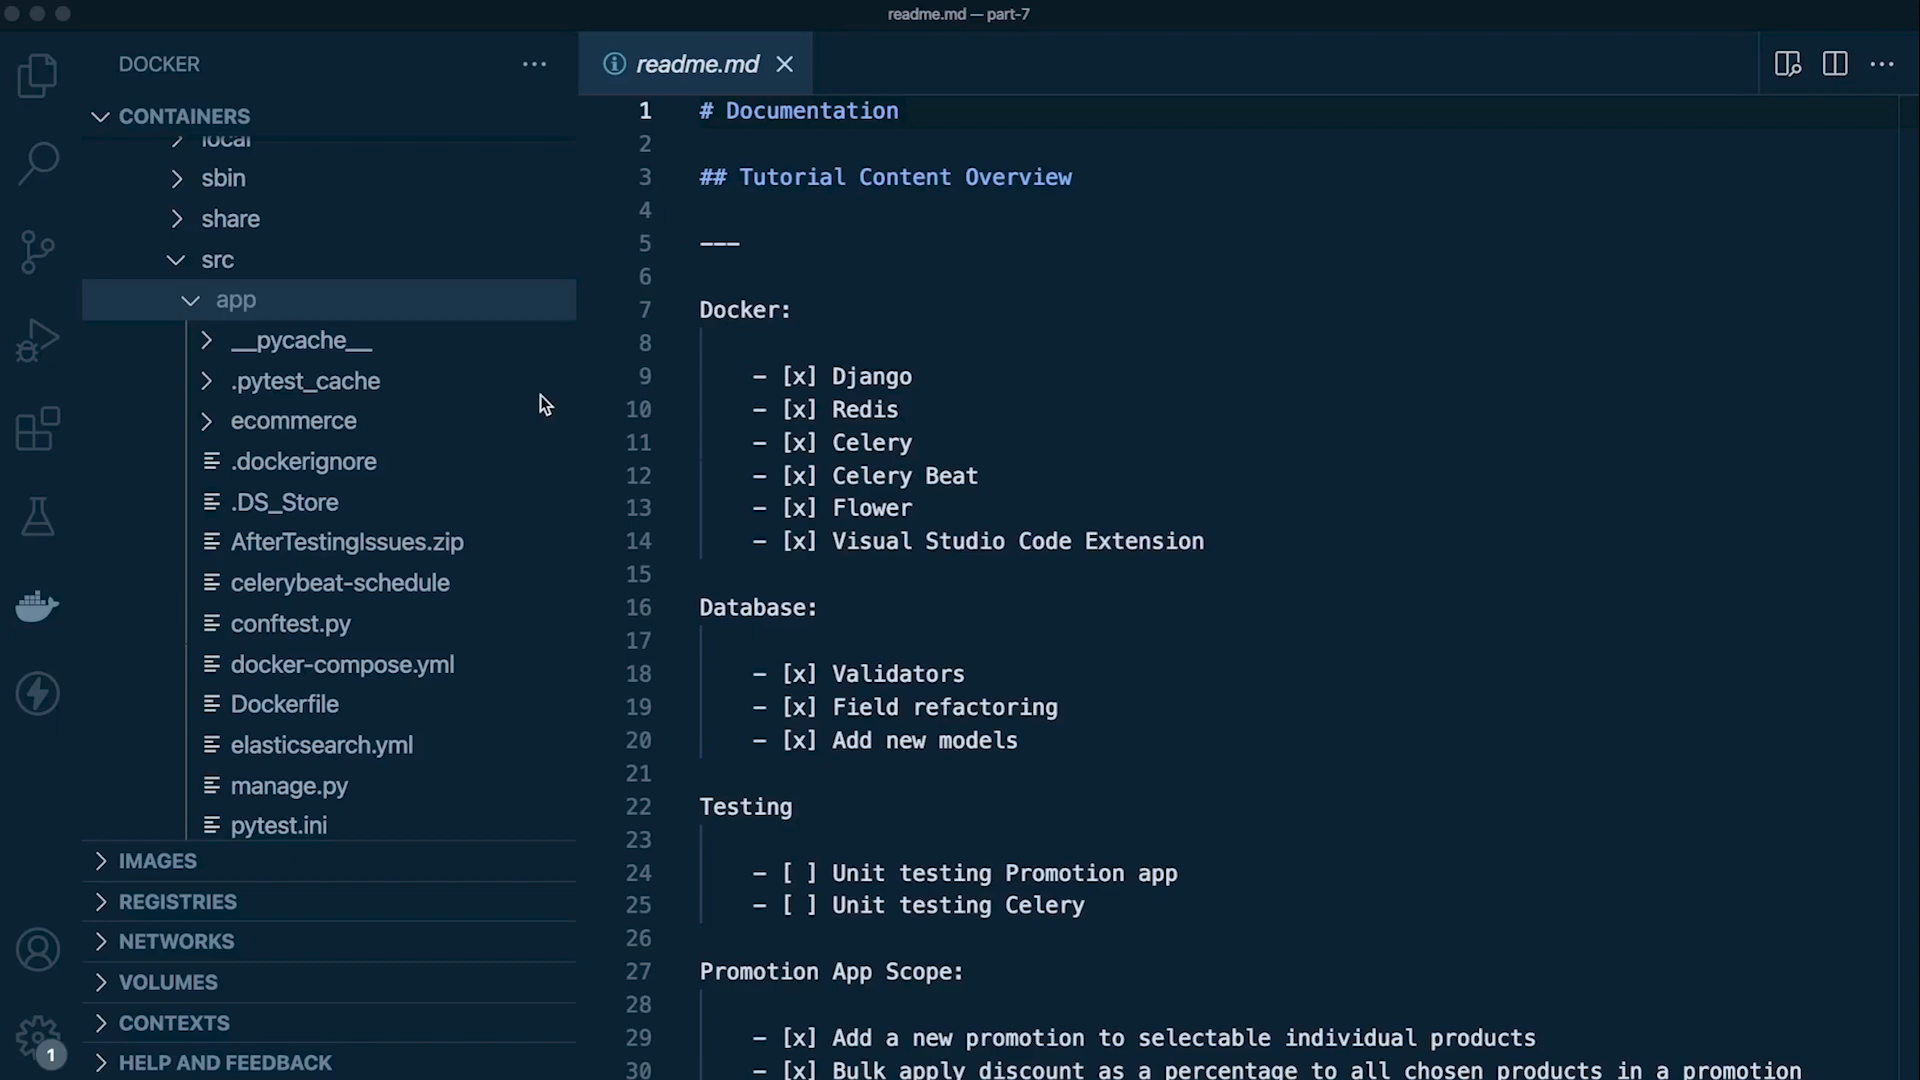 readme.md — part-7
DOCKER
CONTAINERS
local
sbin
share
src
app
__pycache__
.pytest_cache
ecommerce
.dockerignore
.DS_Store
AfterTestingIssues.zip
celerybeat-schedule
conftest.py
docker-compose.yml
Dockerfile
elasticsearch.yml
manage.py
pytest.ini
IMAGES
REGISTRIES
NETWORKS
VOLUMES
CONTEXTS
HELP AND FEEDBACK
1
readme.md
1 # Documentation
2
3 ## Tutorial Content Overview
4
5 ---
6
7 Docker:
8
9 - [x] Django
10 - [x] Redis
11 - [x] Celery
12 - [x] Celery Beat
13 - [x] Flower
14 - [x] Visual Studio Code Extension
15
16 Database:
17
18 - [x] Validators
19 - [x] Field refactoring
20 - [x] Add new models
21
22 Testing
23
24 - [ ] Unit testing Promotion app
25 - [ ] Unit testing Celery
26
27 Promotion App Scope:
28
29 - [x] Add a new promotion to selectable individual products
30 - [x] Bulk apply discount as a percentage to all chosen products in a promotion